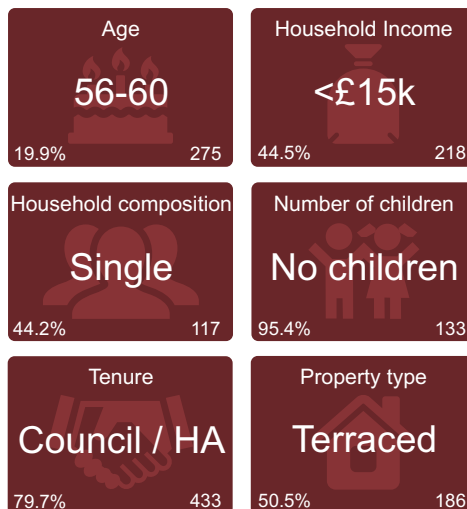 Age
56-60
19.9% 275
Household Income
<£15k
44.5% 218
Household composition
Single
44.2% 117
Number of children
No children
95.4% 133
Tenure
Council / HA
79.7% 433
Property type
Terraced
50.5% 186